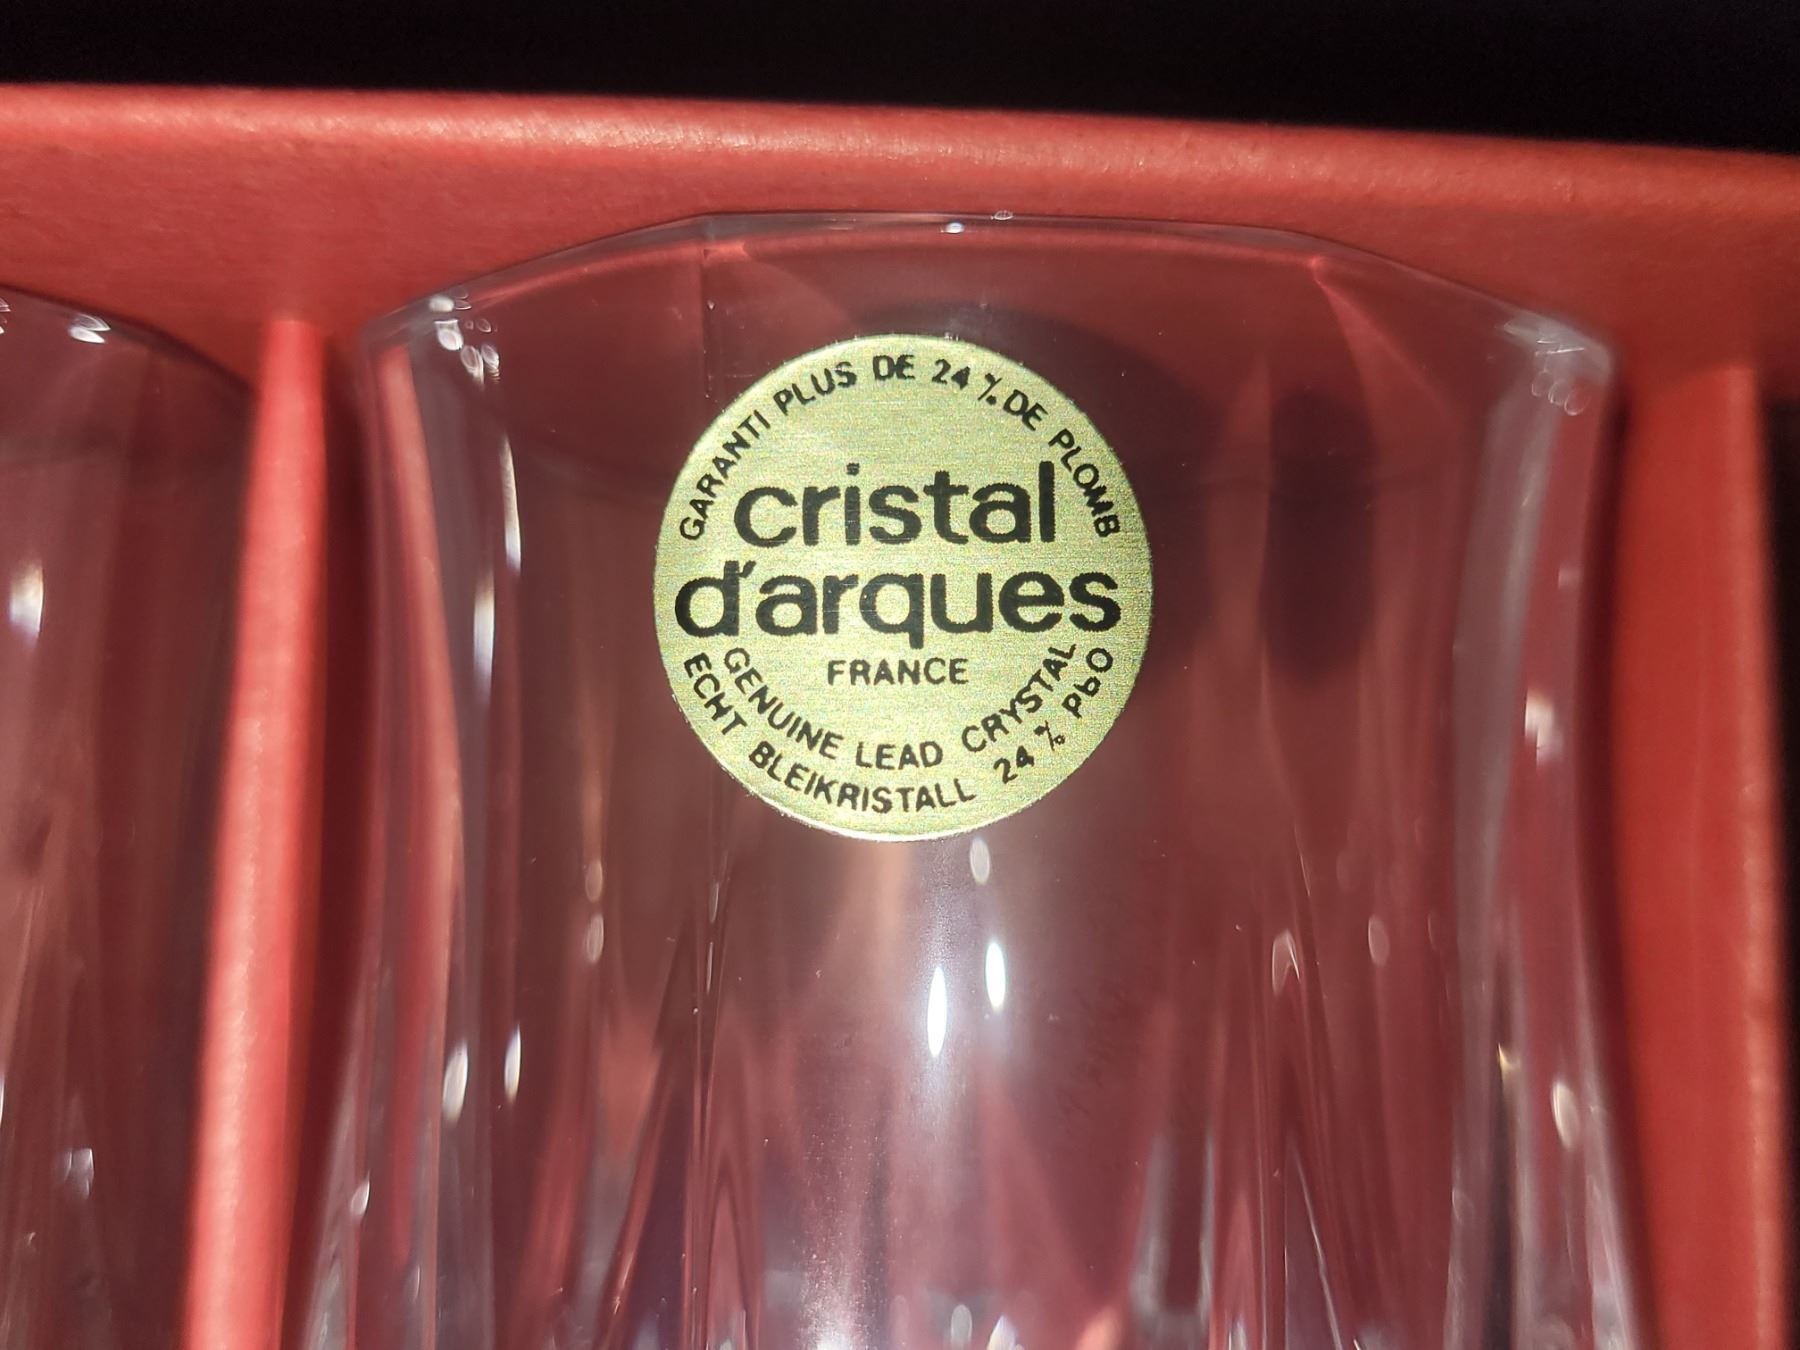 GARANTI PLUS DE 24 % DE PLOMB
cristal
d'arques
FRANCE
GENUINE LEAD CRYSTAL
ECHT BLEIKRISTALL 24 % PbO